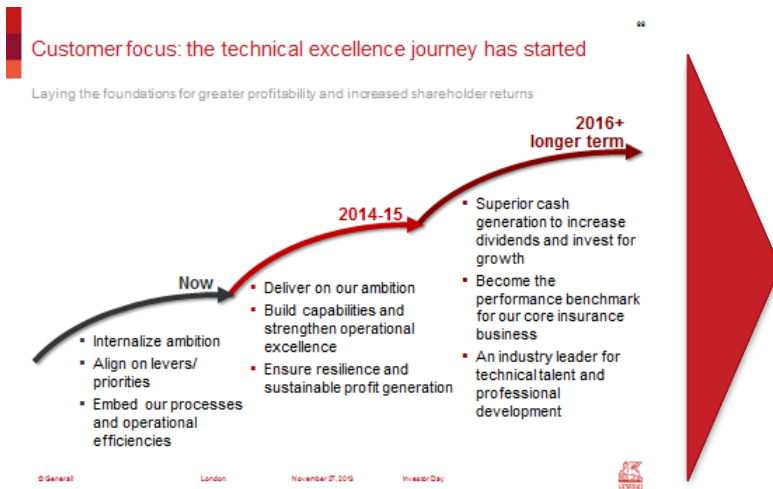 Customer focus: the technical excellence journey has started
Laying the foundations for greater profitability and increased shareholder returns
2016+
longer term
2014-15
Now
▪ Internalize ambition
▪ Align on levers/
priorities
▪ Embed our processes
and operational
efficiencies
▪ Deliver on our ambition
▪ Build capabilities and
strengthen operational
excellence
▪ Ensure resilience and
sustainable profit generation
▪ Superior cash
generation to increase
dividends and invest for
growth
▪ Become the
performance benchmark
for our core insurance
business
▪ An industry leader for
technical talent and
professional
development
© Generali
London
November 27, 2013
Investor Day
GENERALI